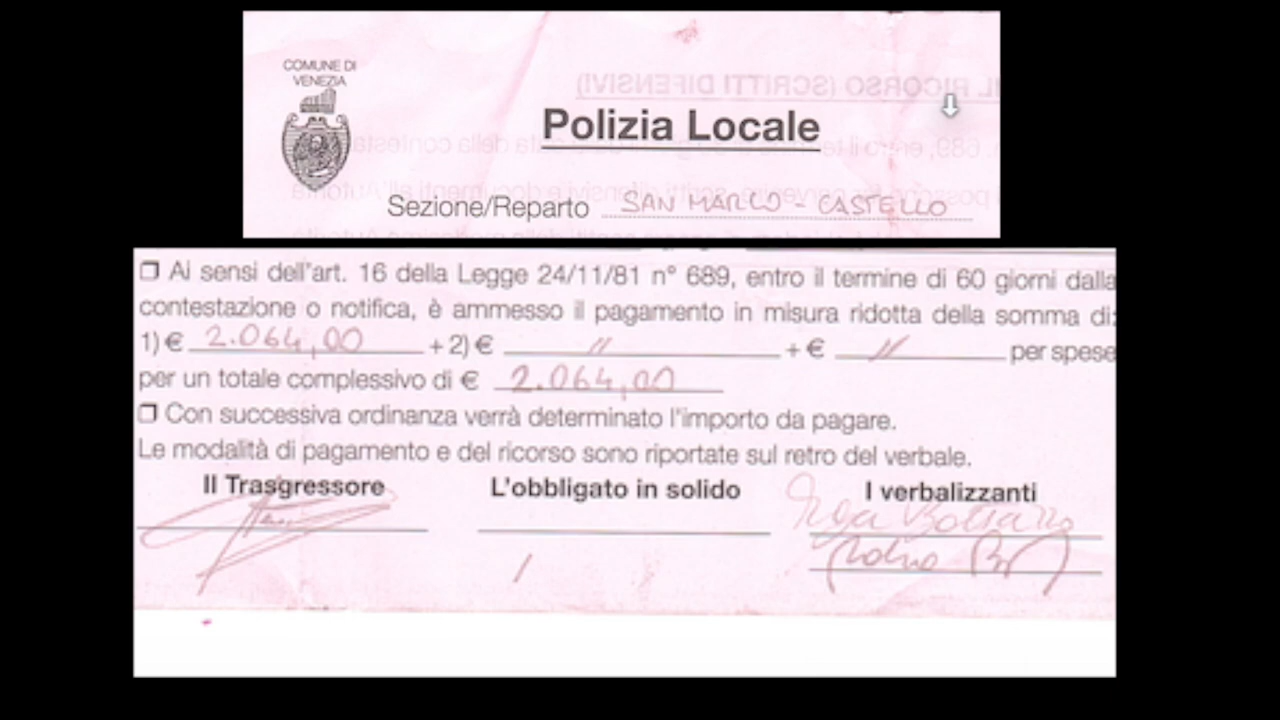 COMUNE DI
VENEZIA
Polizia Locale
Sezione/Reparto SAN MARCO - CASTELLO
❐ Ai sensi dell'art. 16 della Legge 24/11/81 n° 689, entro il termine di 60 giorni dalla
contestazione o notifica, è ammesso il pagamento in misura ridotta della somma di:
1) € 2.064,00 + 2) € // + € // per spese
per un totale complessivo di € 2.064,00
❐ Con successiva ordinanza verrà determinato l'importo da pagare.
Le modalità di pagamento e del ricorso sono riportate sul retro del verbale.
Il Trasgressore L'obbligato in solido I verbalizzanti
/